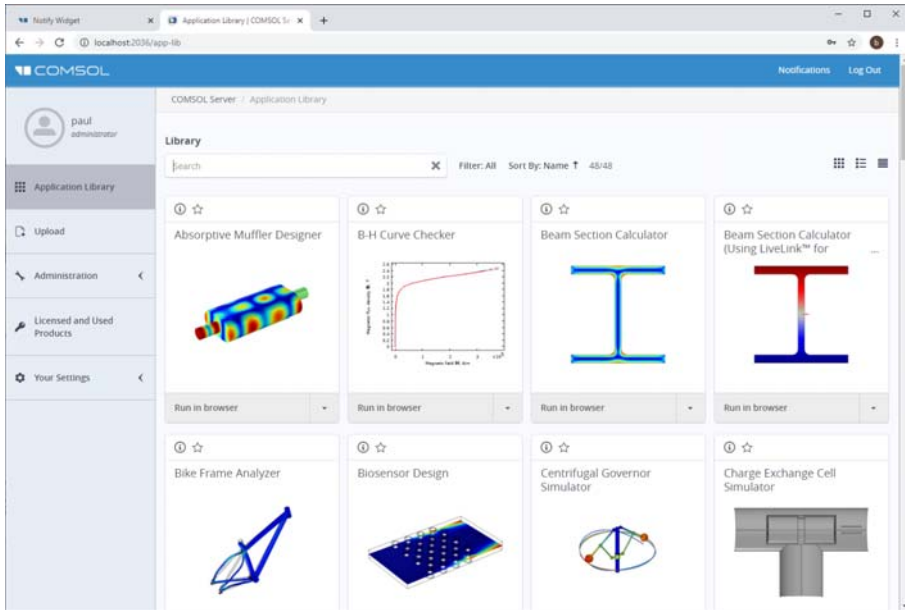 Notify Widget
Application Library | COMSOL Se
localhost:2036/app-lib
b
COMSOL
Notifications Log Out
paul
administrator
COMSOL Server / Application Library
Library
Search
Filter: All Sort By: Name ↑ 48/48
Application Library
Upload
Administration
Licensed and Used
Products
Your Settings
Absorptive Muffler Designer
B-H Curve Checker
Beam Section Calculator
Beam Section Calculator
(Using LiveLink™ for ...
Run in browser
Run in browser
Run in browser
Run in browser
Bike Frame Analyzer
Biosensor Design
Centrifugal Governor
Simulator
Charge Exchange Cell
Simulator